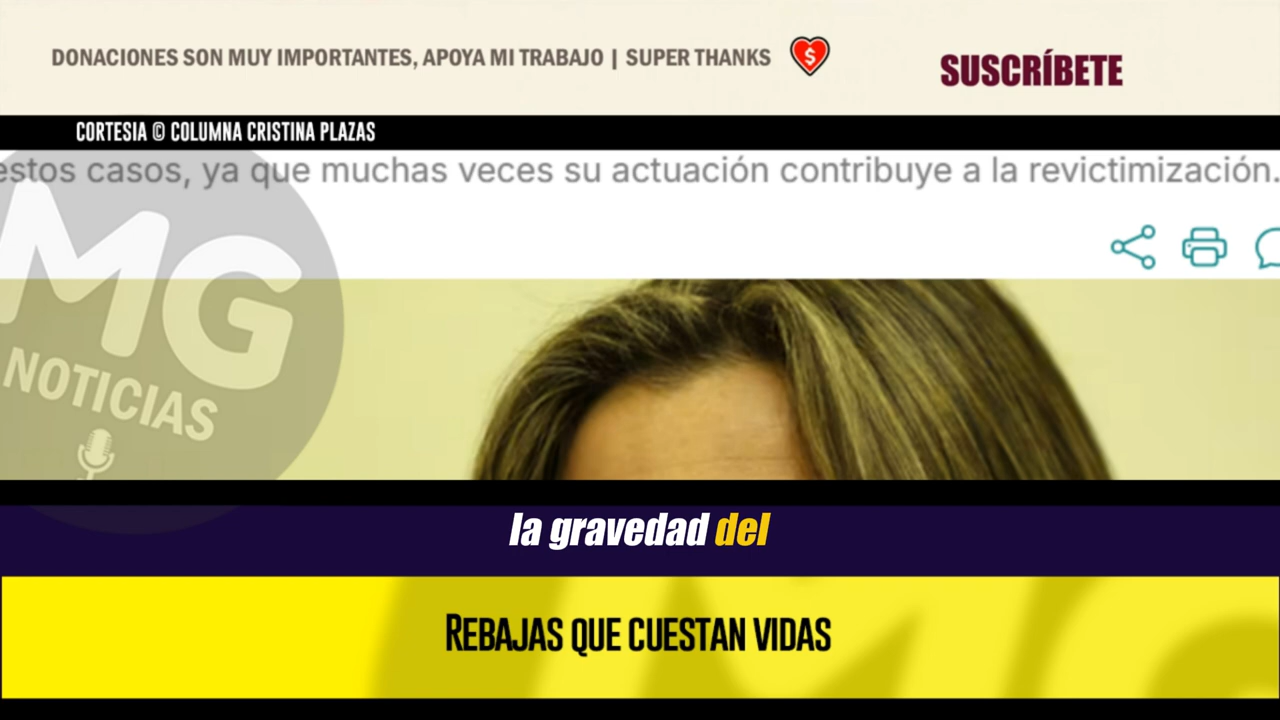 DONACIONES SON MUY IMPORTANTES, APOYA MI TRABAJO | SUPER THANKS
SUSCRÍBETE
CORTESIA © COLUMNA CRISTINA PLAZAS
estos casos, ya que muchas veces su actuación contribuye a la revictimización.
MG
NOTICIAS
la gravedad del
REBAJAS QUE CUESTAN VIDAS